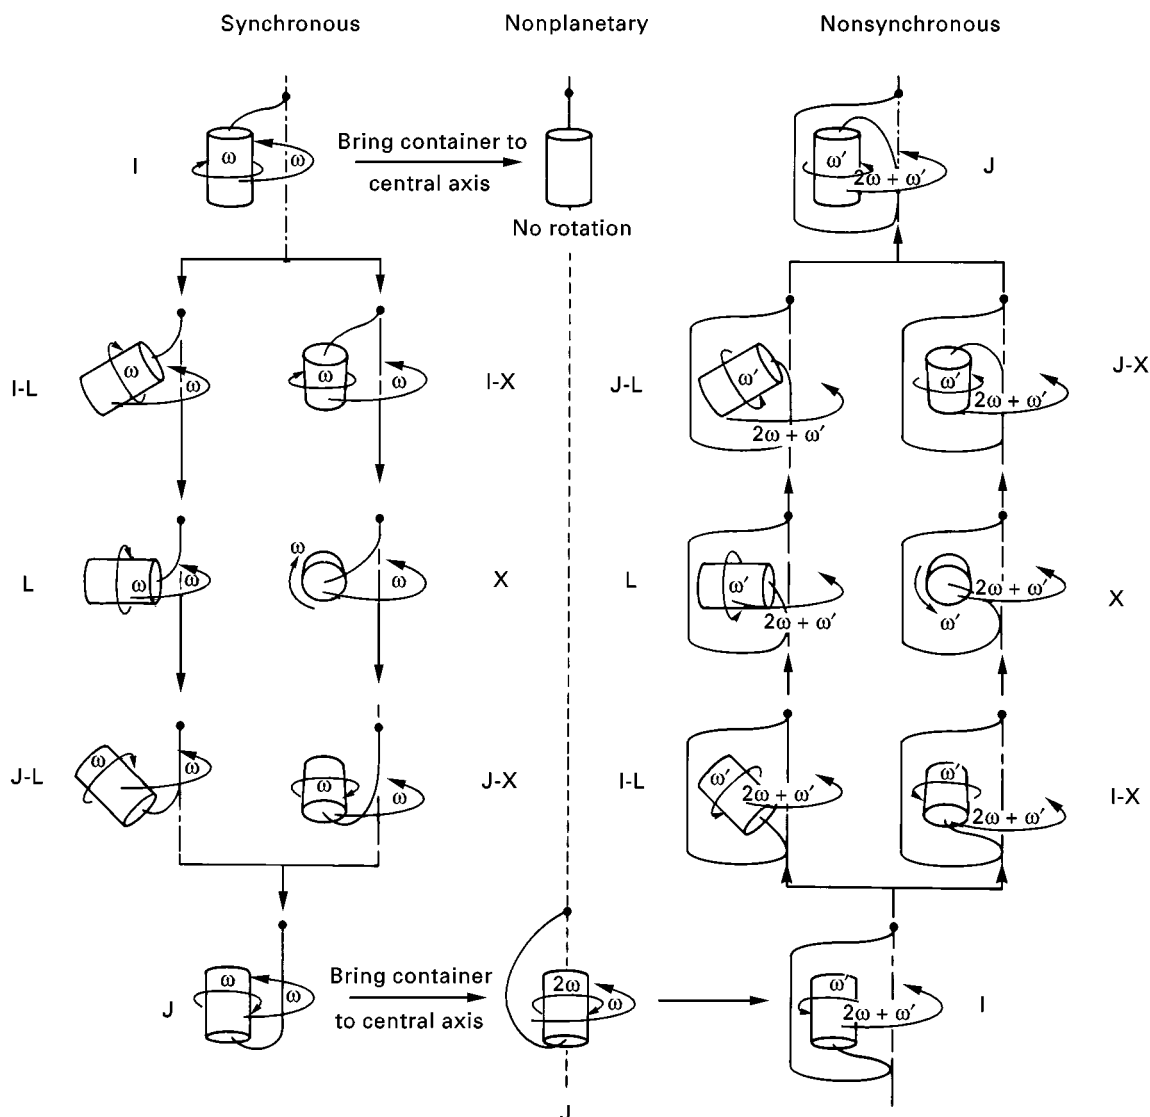 Synchronous
Nonplanetary
Nonsynchronous
I
ω
ω
Bring container to
central axis
No rotation
ω′
2ω + ω′
J
I-L
ω
ω
ω
ω
I-X
J-L
ω′
2ω + ω′
ω′
2ω + ω′
J-X
L
ω
ω
ω
ω
X
L
ω′
2ω + ω′
2ω + ω′
ω′
X
J-L
ω
ω
ω
ω
J-X
I-L
ω′
2ω + ω′
ω′
2ω + ω′
I-X
J
ω
ω
Bring container
to central axis
2ω
ω
ω′
2ω + ω′
I